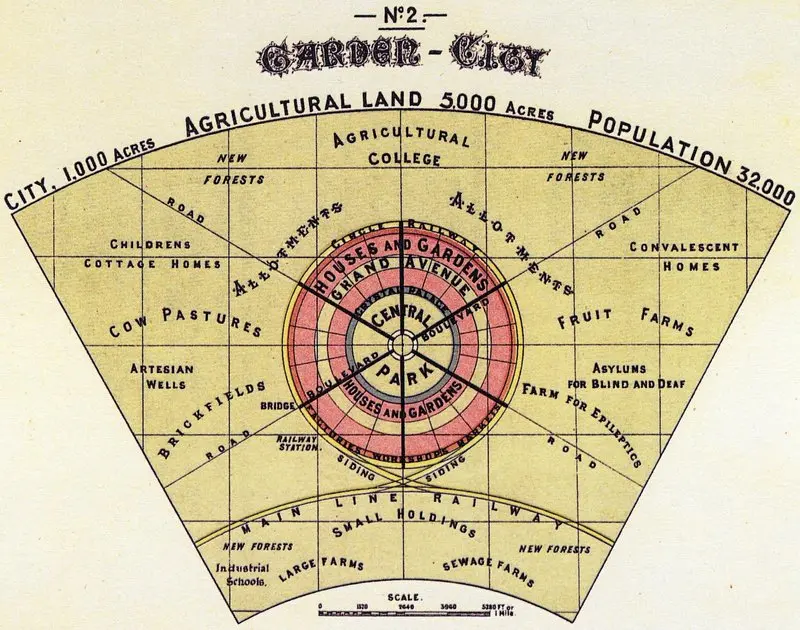 — Nº 2. —
GARDEN - CITY
CITY, 1,000 ACRES AGRICULTURAL LAND 5,000 ACRES POPULATION 32,000
AGRICULTURAL
COLLEGE
NEW
FORESTS
NEW
FORESTS
ROAD
ROAD
ALLOTMENTS
ALLOTMENTS
CHILDRENS
COTTAGE HOMES
CONVALESCENT
HOMES
CIRCLE RAILWAY
HOUSES AND GARDENS
GRAND AVENUE
CRYSTAL PALACE
CENTRAL
PARK
BOULEVARD
BOULEVARD
HOUSES AND GARDENS
COW PASTURES
FRUIT FARMS
ARTESIAN
WELLS
ASYLUMS
FOR BLIND AND DEAF
BRICKFIELDS
FARM FOR EPILEPTICS
BRIDGE
ROAD
ROAD
FACTORIES WORKSHOPS MARKETS
RAILWAY
STATION.
SIDING
SIDING
MAIN LINE RAILWAY
SMALL HOLDINGS
NEW FORESTS
NEW FORESTS
Industrial
Schools.
LARGE FARMS
SEWAGE FARMS
SCALE.
0 1320 2640 3960 5280 FT or
1 Mile.